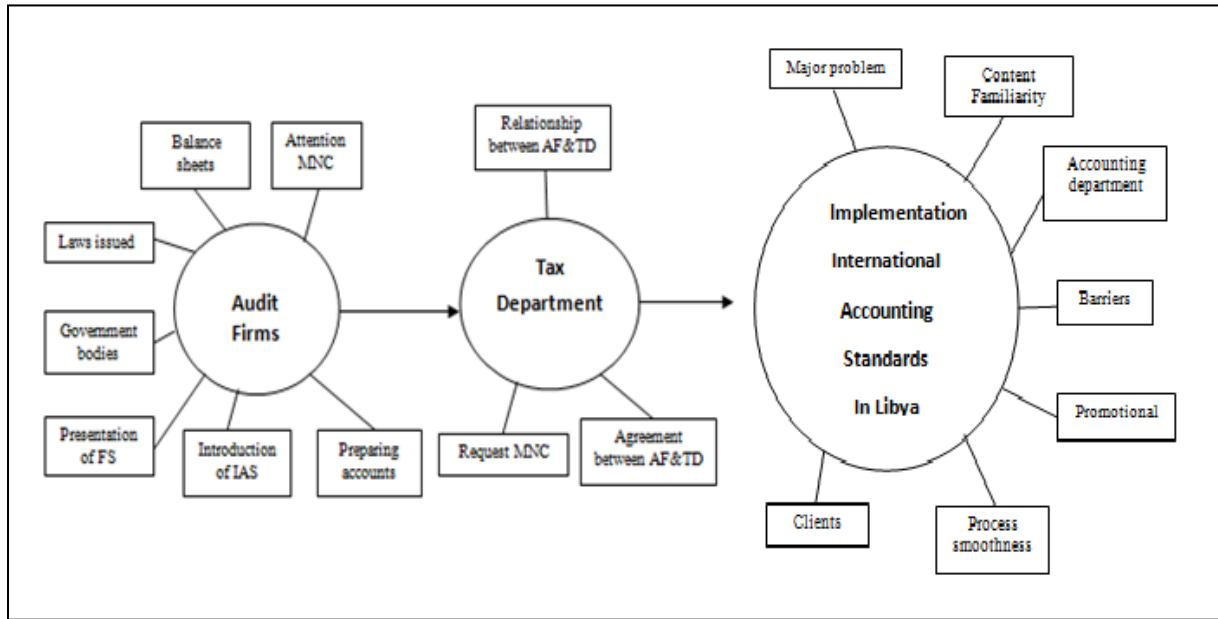 Balance
sheets
Attention
MNC
Laws issued
Government
bodies
Presentation
of FS
Introduction
of IAS
Preparing
accounts
Audit
Firms
Relationship
between AF&TD
Tax
Department
Request MNC
Agreement
between AF&TD
Major problem
Content
Familiarity
Accounting
department
Barriers
Promotional
Process
smoothness
Clients
Implementation
International
Accounting
Standards
In Libya